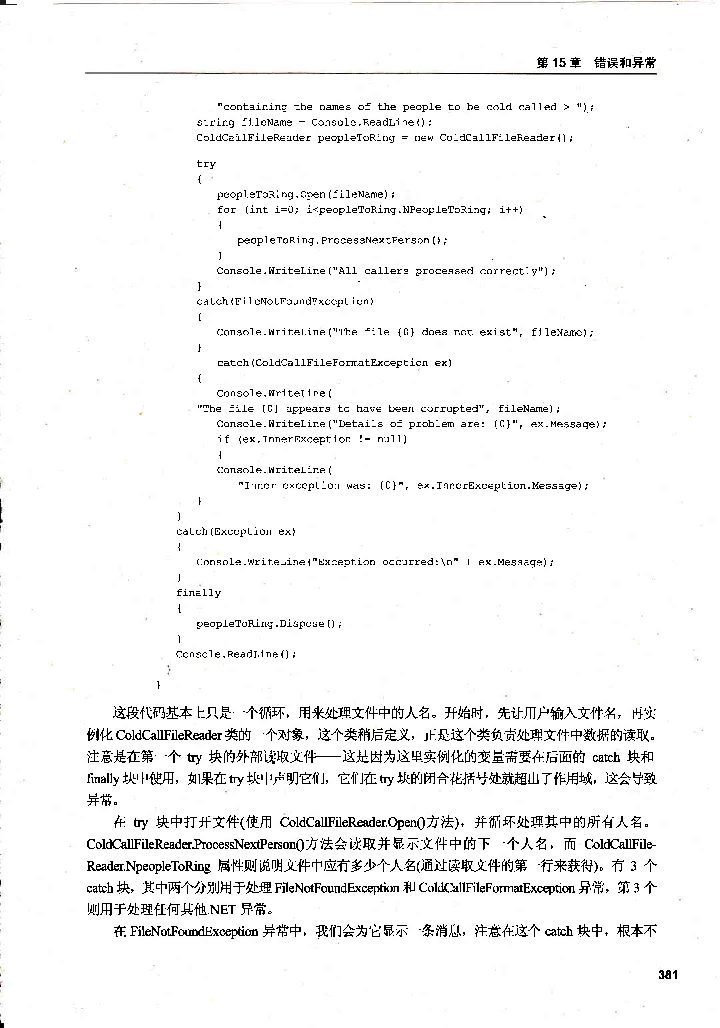 第 15 章 错误和异常
"containing the names of the people to be cold called > ");
string fileName = Console.ReadLine();
ColdCallFileReader peopleToRing = new ColdCallFileReader();
try
{
peopleToRing.Open(fileName);
for (int i=0; i<peopleToRing.NPeopleToRing; i++)
{
peopleToRing.ProcessNextPerson();
}
Console.WriteLine("All callers processed correctly");
}
catch(FileNotFoundException)
{
Console.WriteLine("The file {0} does not exist", fileName);
}
catch(ColdCallFileFormatException ex)
{
Console.WriteLine(
"The file {0} appears to have been corrupted", fileName);
Console.WriteLine("Details of problem are: {0}", ex.Message);
if (ex.InnerException != null)
{
Console.WriteLine(
"Inner exception was: {0}", ex.InnerException.Message);
}
}
catch(Exception ex)
{
Console.WriteLine("Exception occurred:\n" + ex.Message);
}
finally
{
peopleToRing.Dispose();
}
Console.ReadLine();
}
}
这段代码基本上只是一个循环，用来处理文件中的人名。开始时，先让用户输入文件名，再实
例化 ColdCallFileReader 类的一个对象，这个类稍后定义，正是这个类负责处理文件中数据的读取。
注意是在第一个 try 块的外部读取文件——这是因为这里实例化的变量需要在后面的 catch 块和
finally 块中使用，如果在 try 块中声明它们，它们在 try 块的闭合花括号处就超出了作用域，这会导致
异常。
在 try 块中打开文件(使用 ColdCallFileReader.Open()方法)，并循环处理其中的所有人名。
ColdCallFileReader.ProcessNextPerson()方法会读取并显示文件中的下一个人名，而 ColdCallFile-
Reader.NpeopleToRing 属性则说明文件中应有多少个人名(通过读取文件的第一行来获得)。有 3 个
catch 块，其中两个分别用于处理 FileNotFoundException 和 ColdCallFileFormatException 异常，第 3 个
则用于处理任何其他.NET 异常。
在 FileNotFoundException 异常中，我们会为它显示一条消息，注意在这个 catch 块中，根本不
381